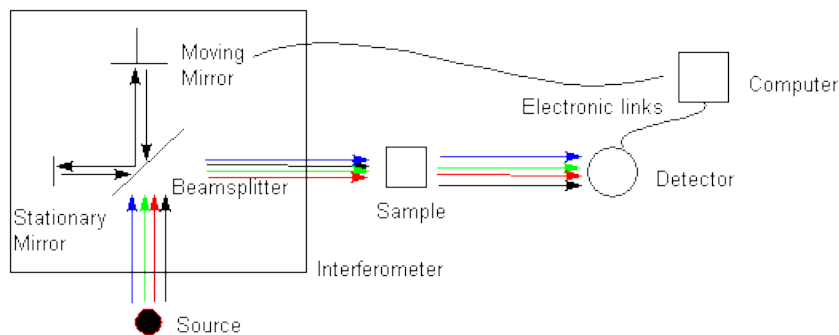 Moving
Mirror
Computer
Electronic links
Beamsplitter
Detector
Sample
Stationary
Mirror
Interferometer
Source